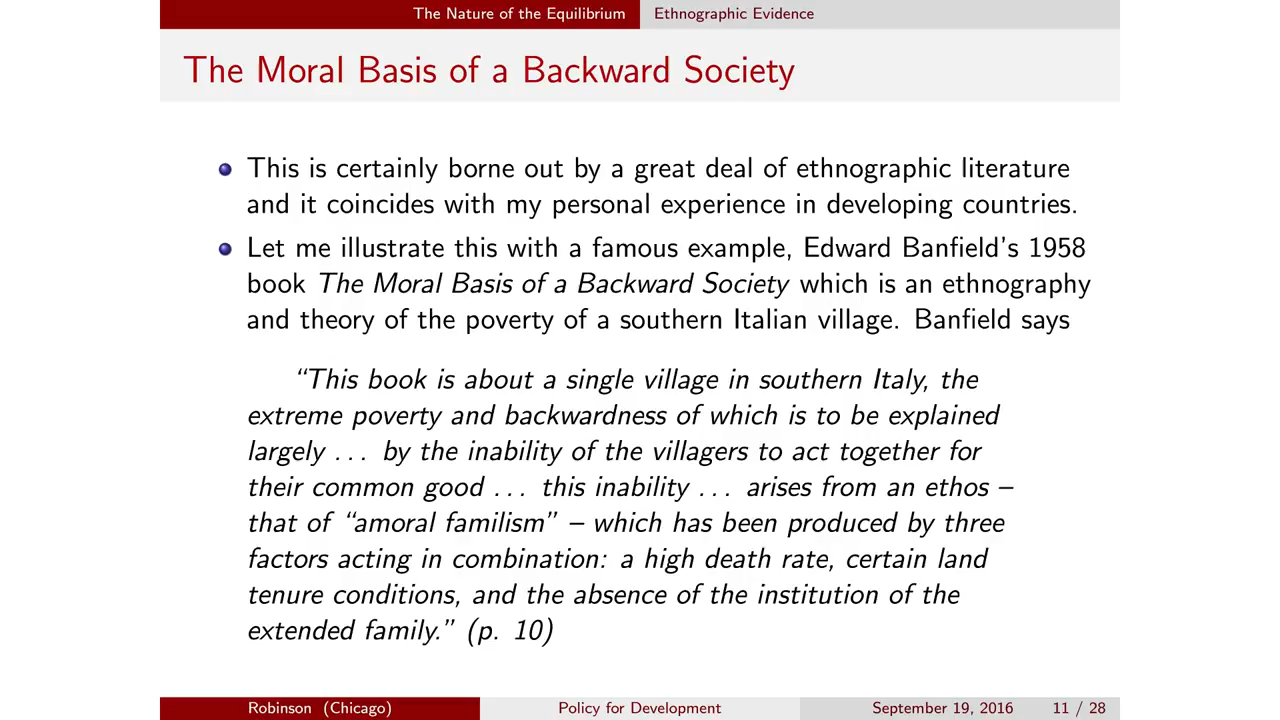 The Nature of the Equilibrium Ethnographic Evidence
The Moral Basis of a Backward Society
This is certainly borne out by a great deal of ethnographic literature
and it coincides with my personal experience in developing countries.
Let me illustrate this with a famous example, Edward Banfield's 1958
book The Moral Basis of a Backward Society which is an ethnography
and theory of the poverty of a southern Italian village. Banfield says
“This book is about a single village in southern Italy, the
extreme poverty and backwardness of which is to be explained
largely . . . by the inability of the villagers to act together for
their common good . . . this inability . . . arises from an ethos –
that of “amoral familism” – which has been produced by three
factors acting in combination: a high death rate, certain land
tenure conditions, and the absence of the institution of the
extended family.” (p. 10)
Robinson (Chicago) Policy for Development September 19, 2016 11 / 28